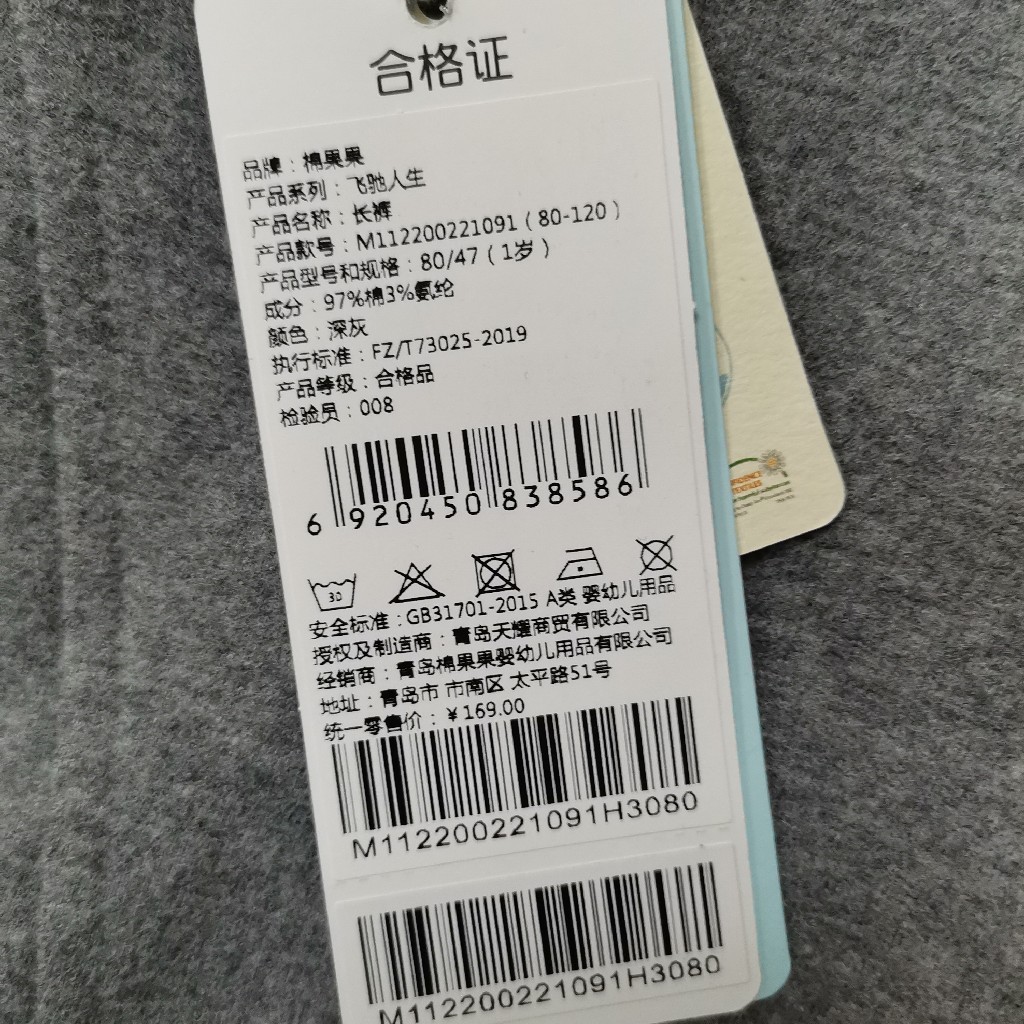 合格证
品牌：棉果果
产品系列：飞驰人生
产品名称：长裤
产品款号：M112200221091（80-120）
产品型号和规格：80/47（1岁）
成分：97%棉3%氨纶
颜色：深灰
执行标准：FZ/T73025-2019
产品等级：合格品
检验员：008
6 920450 838586
30
安全标准：GB31701-2015 A类 婴幼儿用品
授权及制造商：青岛天耀商贸有限公司
经销商：青岛棉果果婴幼儿用品有限公司
地址：青岛市 市南区 太平路51号
统一零售价：￥169.00
M112200221091H3080
M112200221091H3080